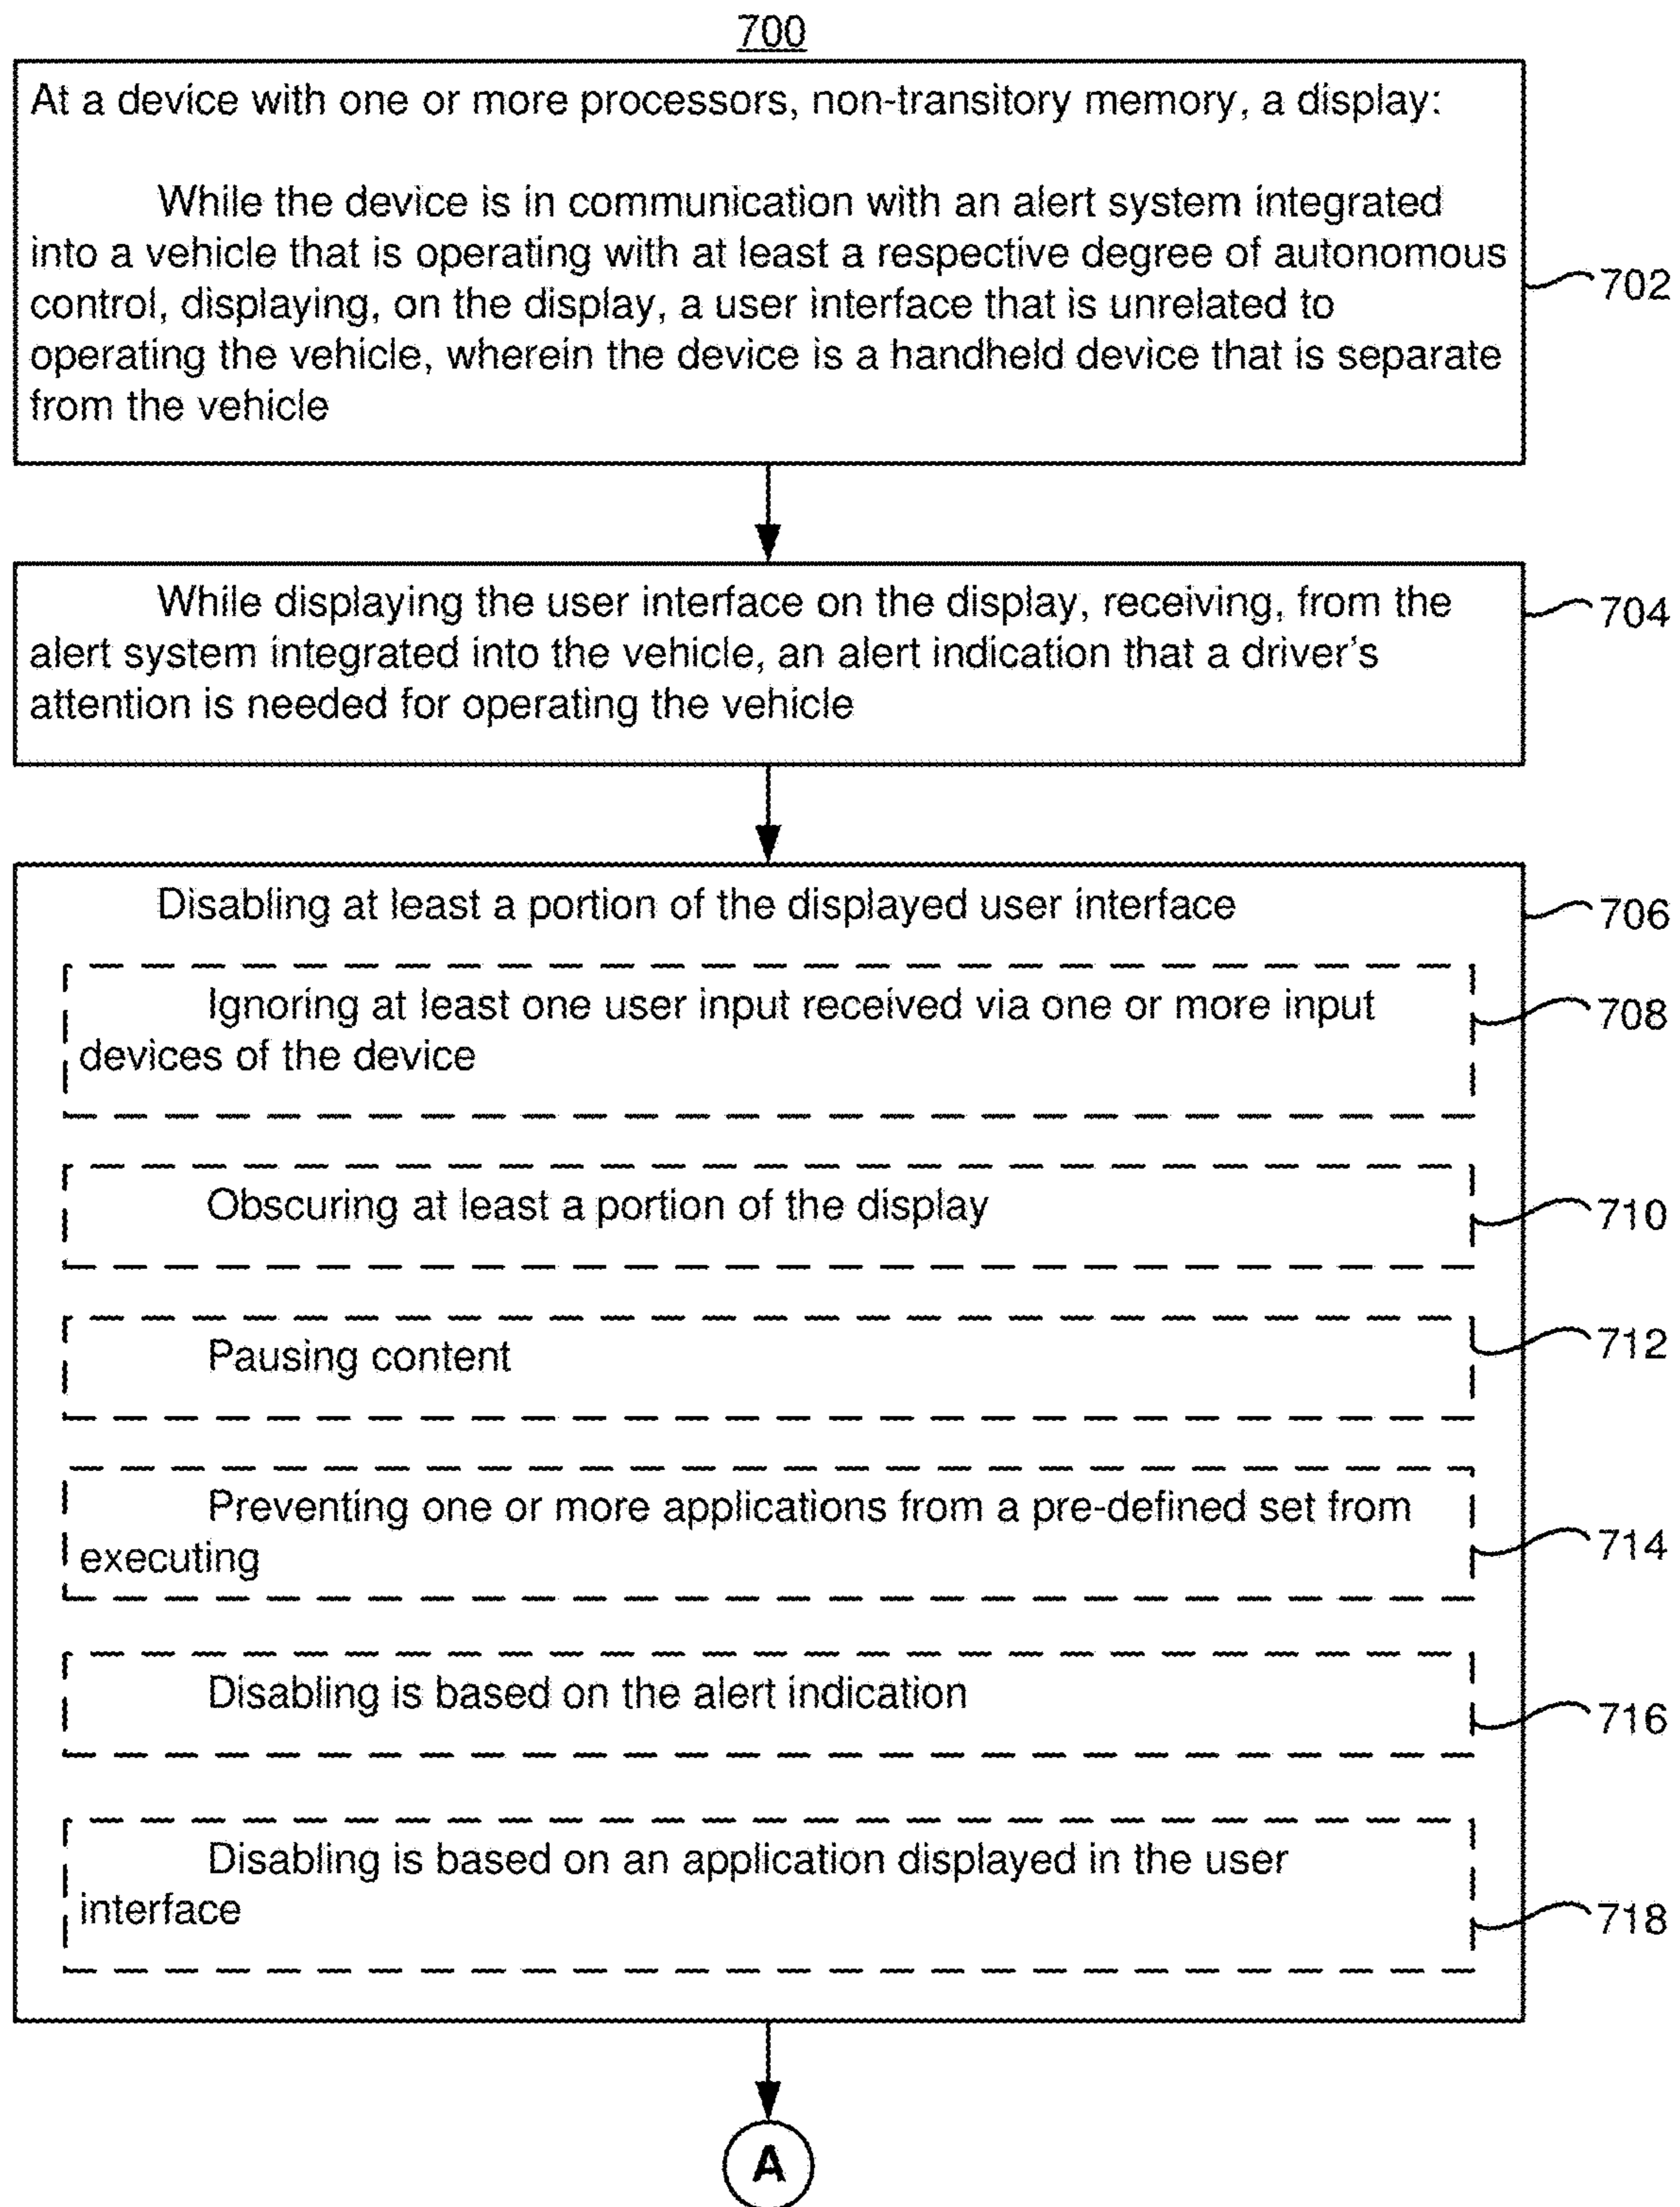 700
At a device with one or more processors, non-transitory memory, a display:
While the device is in communication with an alert system integrated
into a vehicle that is operating with at least a respective degree of autonomous
control, displaying, on the display, a user interface that is unrelated to
operating the vehicle, wherein the device is a handheld device that is separate
from the vehicle
702
While displaying the user interface on the display, receiving, from the
alert system integrated into the vehicle, an alert indication that a driver's
attention is needed for operating the vehicle
704
Disabling at least a portion of the displayed user interface
706
Ignoring at least one user input received via one or more input
devices of the device
708
Obscuring at least a portion of the display
710
Pausing content
712
Preventing one or more applications from a pre-defined set from
executing
714
Disabling is based on the alert indication
716
Disabling is based on an application displayed in the user
interface
718
A